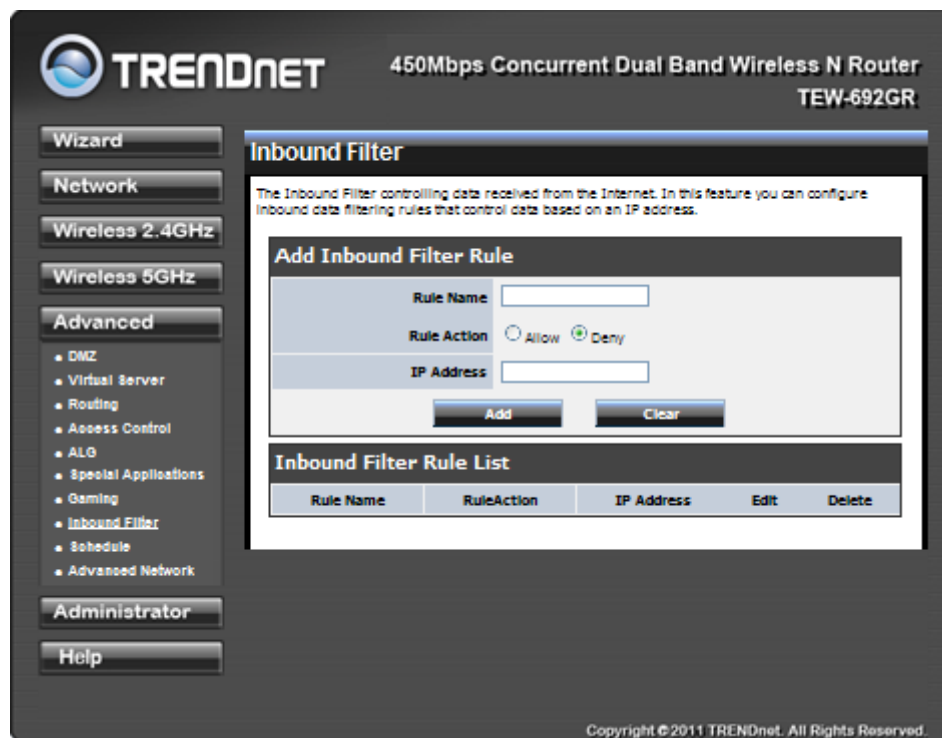 TRENDNET
450Mbps Concurrent Dual Band Wireless N Router
TEW-692GR
Wizard
Network
Wireless 2.4GHz
Wireless 5GHz
Advanced
DMZ
Virtual Server
Routing
Access Control
ALG
Special Applications
Gaming
Inbound Filter
Schedule
Advanced Network
Administrator
Help
Inbound Filter
The Inbound Filter controlling data received from the Internet. In this feature you can configure
inbound data filtering rules that control data based on an IP address.
Add Inbound Filter Rule
Rule Name
Rule Action Allow Deny
IP Address
Add Clear
Inbound Filter Rule List
Rule Name RuleAction IP Address Edit Delete
Copyright©2011 TRENDnet. All Rights Reserved.